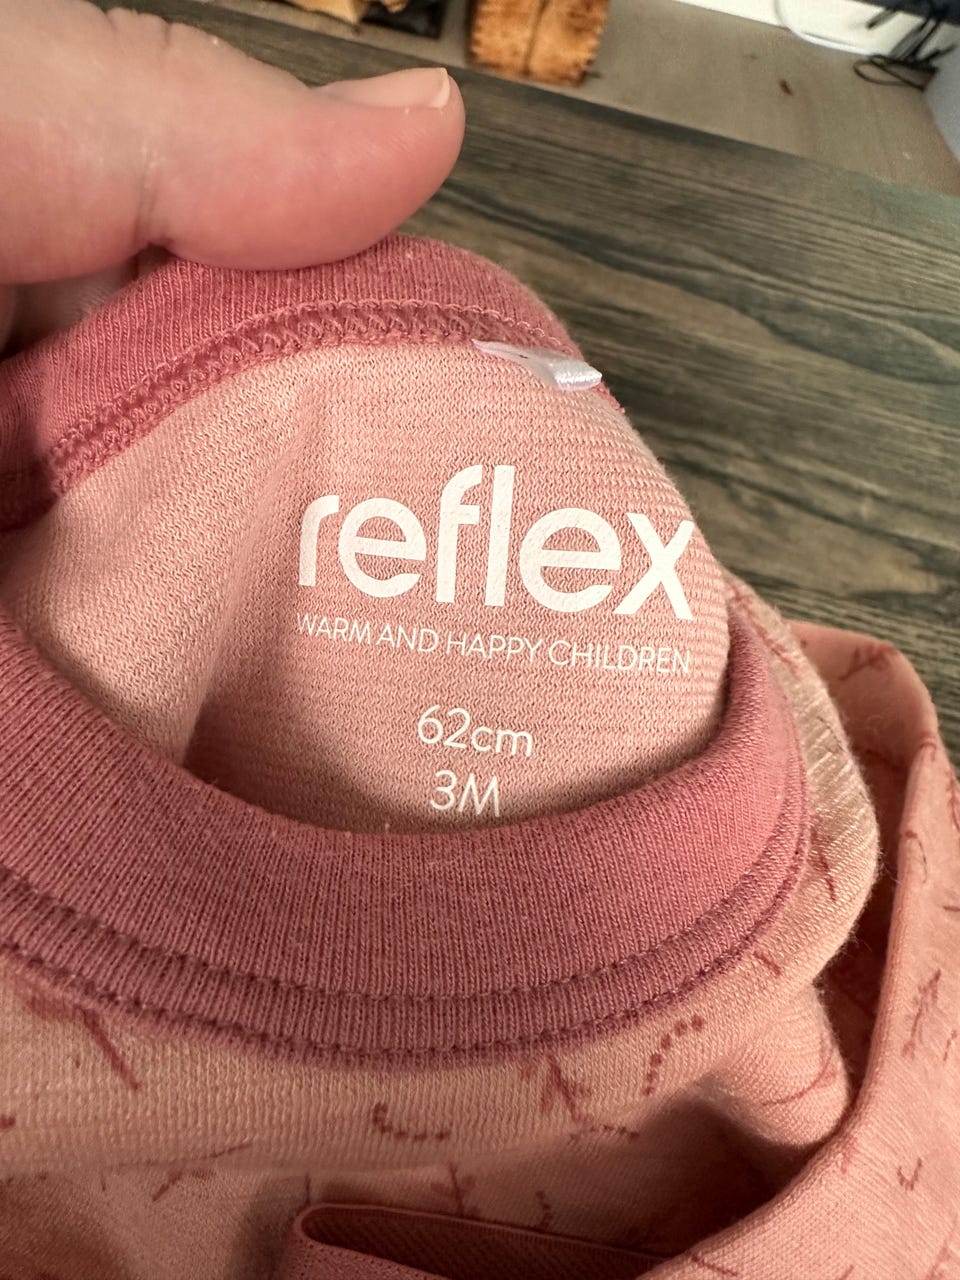 reflex
WARM AND HAPPY CHILDREN
62cm
3M